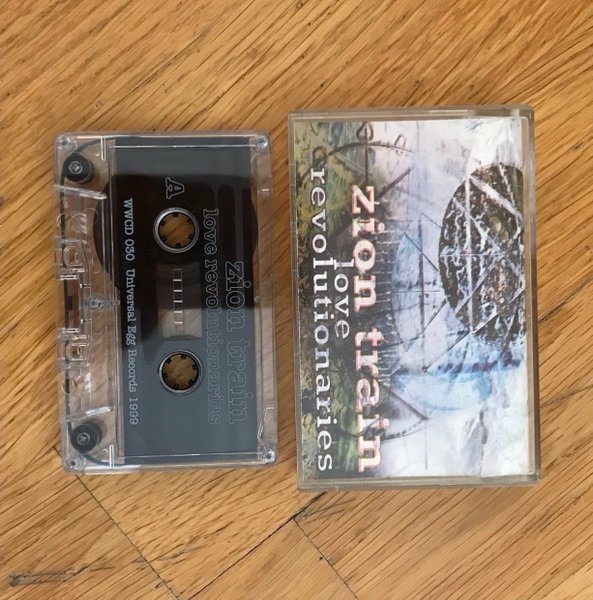 A
zion train
love revolutionaries
WWCD 030 Universal Egg Records 1999
zion train
love
revolutionaries